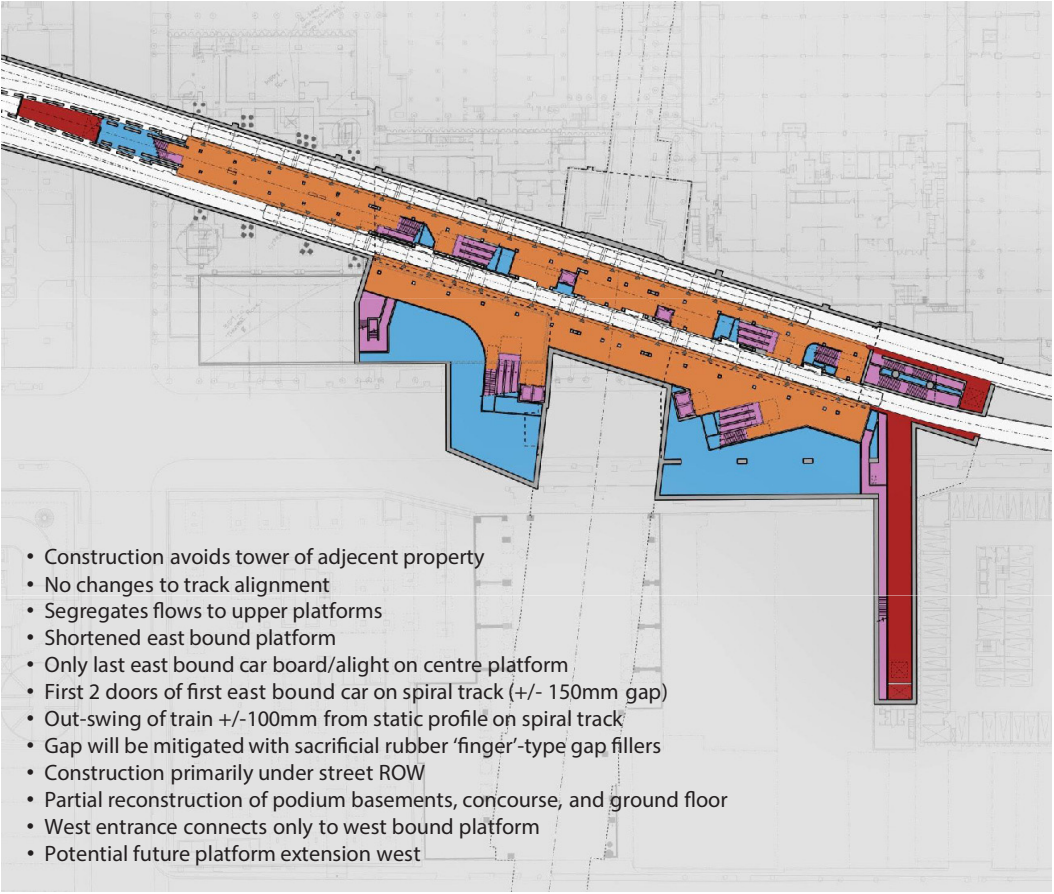 • Construction avoids tower of adjecent property
• No changes to track alignment
• Segregates flows to upper platforms
• Shortened east bound platform
• Only last east bound car board/alight on centre platform
• First 2 doors of first east bound car on spiral track (+/- 150mm gap)
• Out-swing of train +/-100mm from static profile on spiral track
• Gap will be mitigated with sacrificial rubber ‘finger’-type gap fillers
• Construction primarily under street ROW
• Partial reconstruction of podium basements, concourse, and ground floor
• West entrance connects only to west bound platform
• Potential future platform extension west